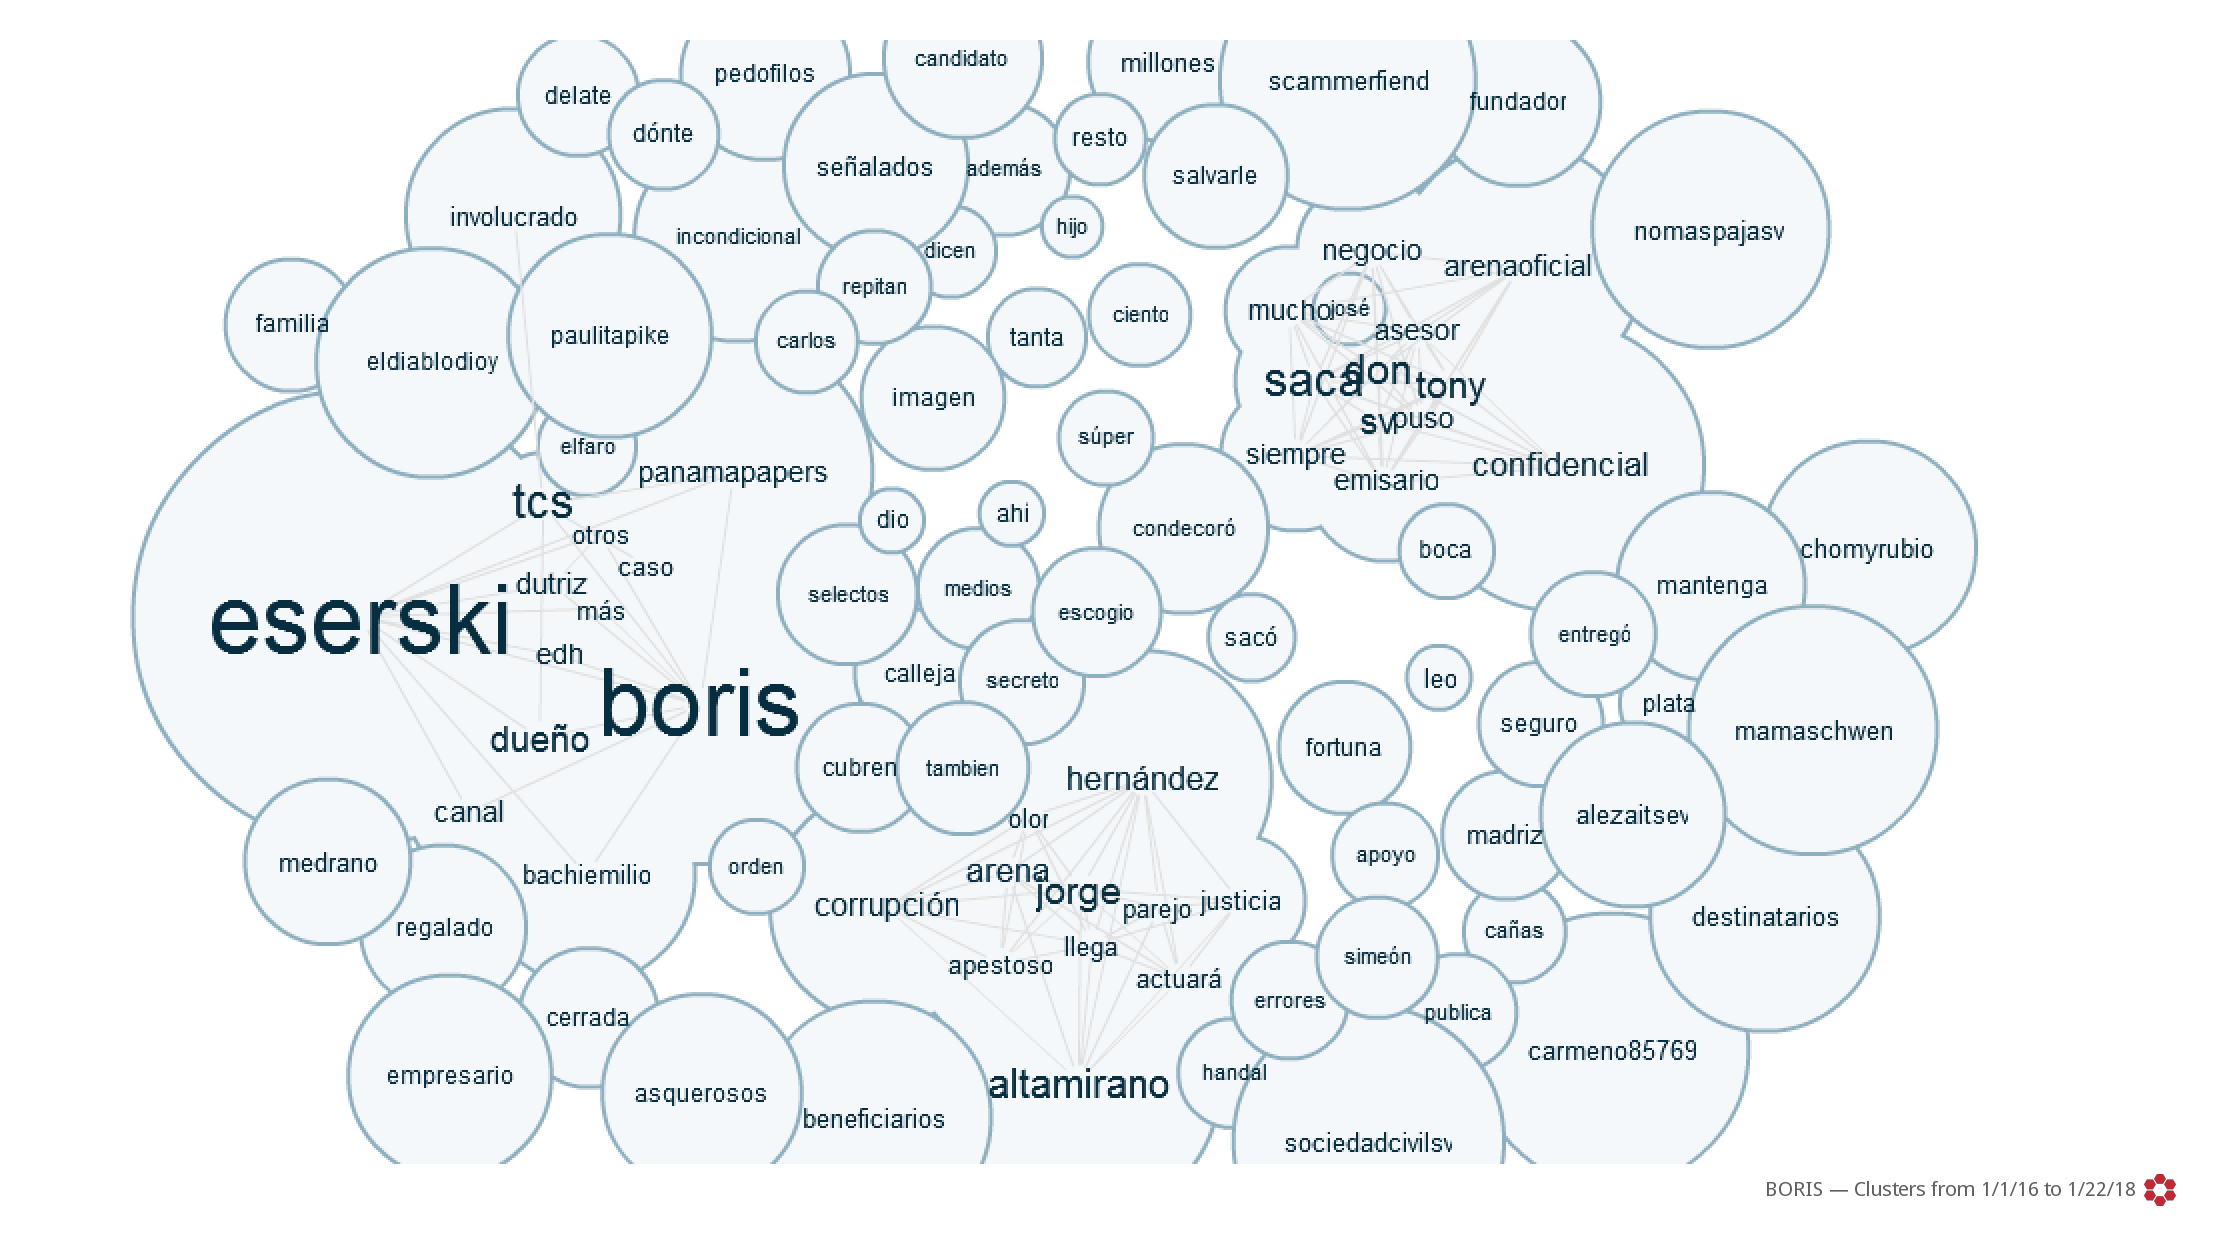 candidato
millones
pedofilos
scammerfiend
delate
fundador
dónte
resto
señalados
además
salvarle
involucrado
hijo
nomaspajasv
incondicional
dicen
negocio
arenaoficial
repitan
mucho
josé
ciento
familia
paulitapike
carlos
tanta
asesor
eldiablodioy
saca
don
tony
imagen
sv
puso
súper
elfaro
siempre
confidencial
panamapapers
emisario
tcs
dio
ahi
condecoró
otros
boca
chomyrubio
caso
dutriz
mantenga
selectos
medios
más
escogio
eserski
sacó
entregó
edh
calleja
secreto
leo
boris
plata
seguro
mamaschwen
dueño
fortuna
cubren
tambien
hernández
canal
olor
alezaitsev
madriz
medrano
orden
apoyo
bachiemilio
arena
jorge
corrupción
parejo
justicia
destinatarios
regalado
llega
cañas
apestoso
simeón
actuará
errores
cerrada
publica
carmeno85769
empresario
handal
asquerosos
altamirano
beneficiarios
sociedadcivilsv
BORIS — Clusters from 1/1/16 to 1/22/18